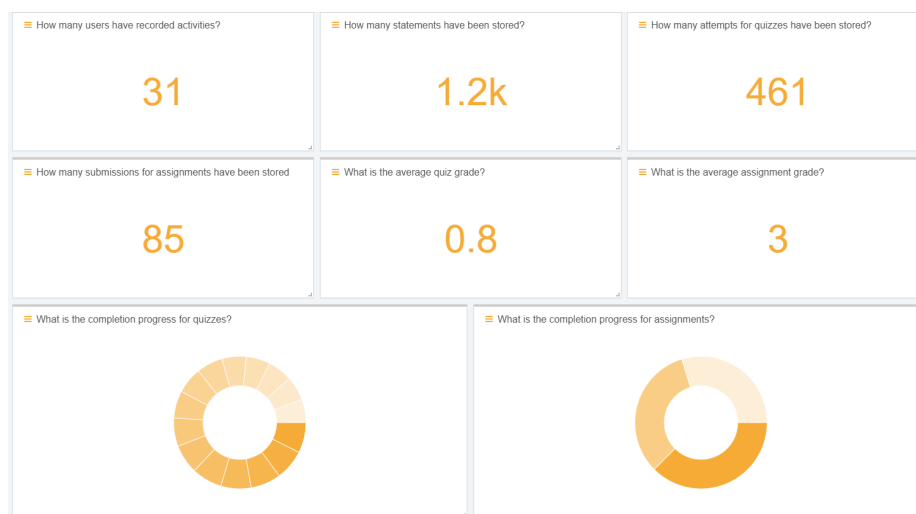 How many users have recorded activities?
How many statements have been stored?
How many attempts for quizzes have been stored?
31
1.2k
461
How many submissions for assignments have been stored
What is the average quiz grade?
What is the average assignment grade?
85
0.8
3
What is the completion progress for quizzes?
What is the completion progress for assignments?